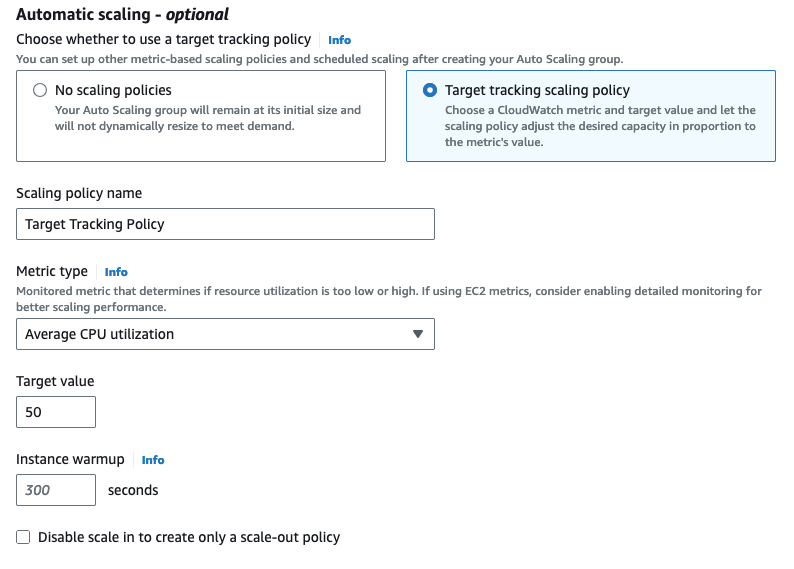 Automatic scaling - optional
Choose whether to use a target tracking policy Info
You can set up other metric-based scaling policies and scheduled scaling after creating your Auto Scaling group.
No scaling policies
Your Auto Scaling group will remain at its initial size and
will not dynamically resize to meet demand.
Target tracking scaling policy
Choose a CloudWatch metric and target value and let the
scaling policy adjust the desired capacity in proportion to
the metric's value.
Scaling policy name
Target Tracking Policy
Metric type Info
Monitored metric that determines if resource utilization is too low or high. If using EC2 metrics, consider enabling detailed monitoring for
better scaling performance.
Average CPU utilization
Target value
50
Instance warmup Info
300 seconds
Disable scale in to create only a scale-out policy